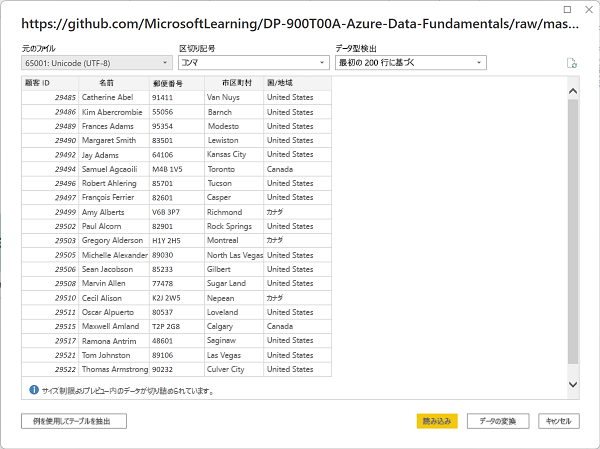 https://github.com/MicrosoftLearning/DP-900T00A-Azure-Data-Fundamentals/raw/mas...
元のファイル 区切り記号 データ型検出
65001: Unicode (UTF-8) コンマ 最初の 200 行に基づく
顧客 ID 名前 郵便番号 市区町村 国/地域
29485 Catherine Abel 91411 Van Nuys United States
29486 Kim Abercrombie 55056 Barnch United States
29489 Frances Adams 95354 Modesto United States
29490 Margaret Smith 83501 Lewiston United States
29492 Jay Adams 64106 Kansas City United States
29494 Samuel Agcaoili M4B 1V5 Toronto Canada
29496 Robert Ahlering 85701 Tucson United States
29497 François Ferrier 82601 Casper United States
29499 Amy Alberts V6B 3P7 Richmond カナダ
29502 Paul Alcorn 82901 Rock Springs United States
29503 Gregory Alderson H1Y 2H5 Montreal カナダ
29505 Michelle Alexander 89030 North Las Vegas United States
29506 Sean Jacobson 85233 Gilbert United States
29508 Marvin Allen 77478 Sugar Land United States
29510 Cecil Alison K2J 2W5 Nepean カナダ
29511 Oscar Alpuerto 80537 Loveland United States
29515 Maxwell Amland T2P 2G8 Calgary Canada
29517 Ramona Antrim 48601 Saginaw United States
29521 Tom Johnston 89106 Las Vegas United States
29522 Thomas Armstrong 90232 Culver City United States
サイズ制限よりプレビュー内のデータが切り詰められています。
例を使用してテーブルを抽出 読み込み データの変換 キャンセル